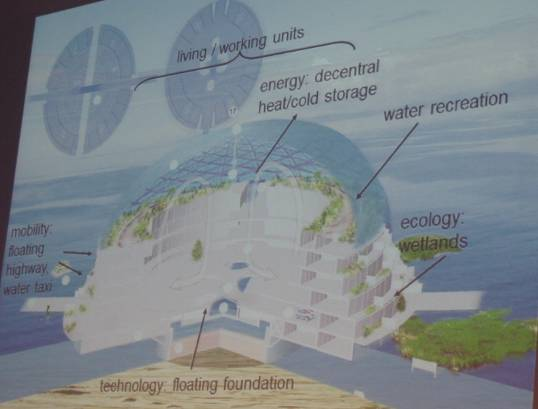 living / working units
energy: decentral
heat/cold storage
water recreation
ecology:
wetlands
mobility:
floating
highway,
water taxi
technology: floating foundation